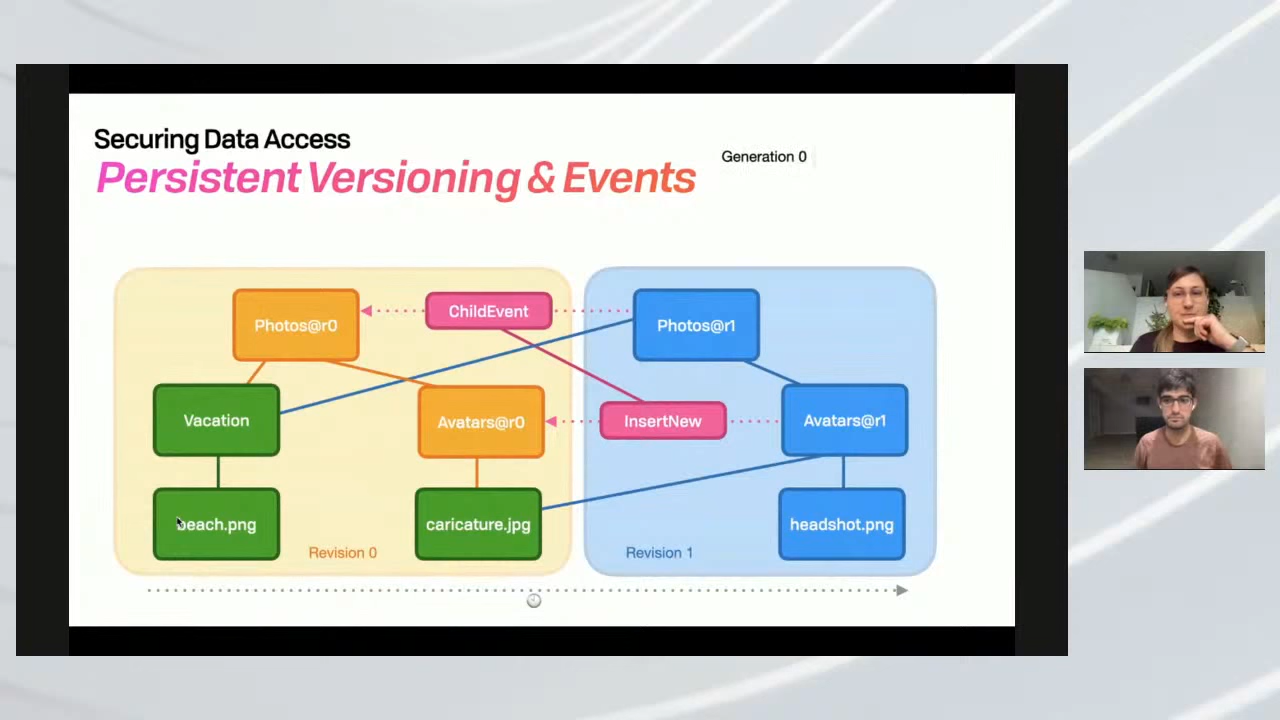 Securing Data Access
Persistent Versioning & Events
Generation 0
Photos@r0
ChildEvent
Photos@r1
Vacation
Avatars@r0
InsertNew
Avatars@r1
beach.png
caricature.jpg
headshot.png
Revision 0
Revision 1